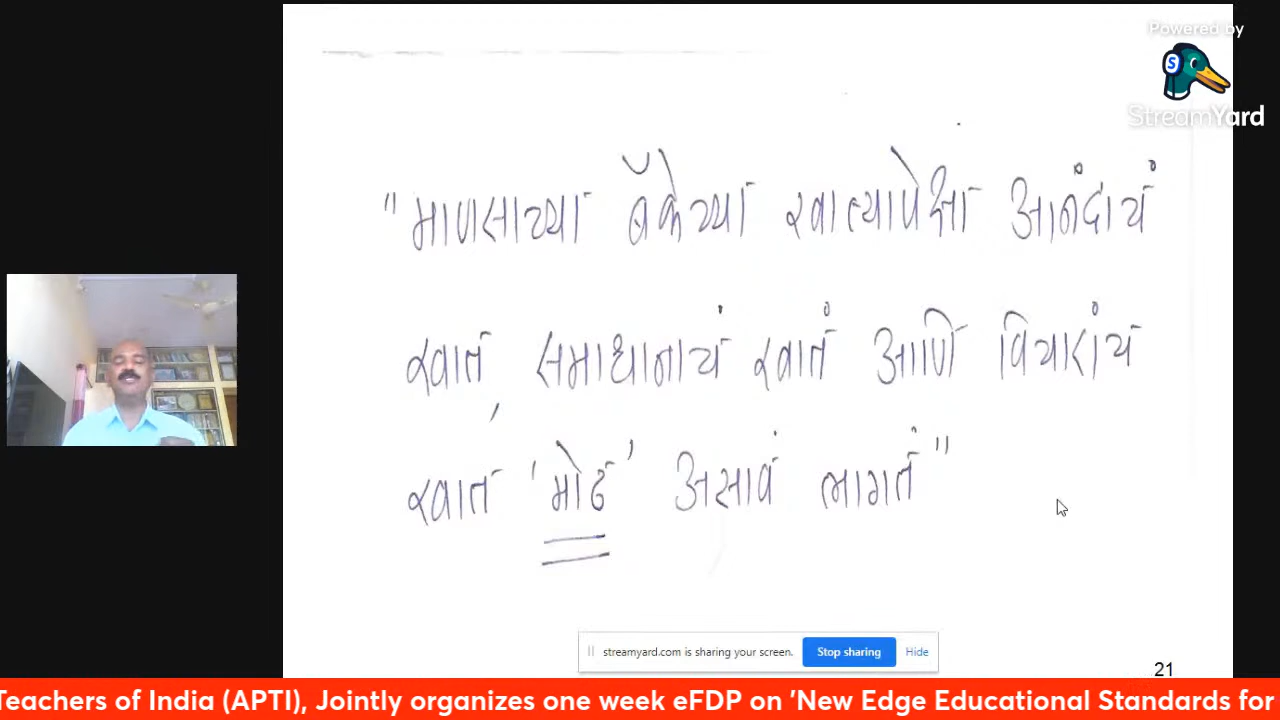 Powered by
StreamYard
"माणसाच्या बँकेच्या खात्यापेक्षा आनंदाचं
खातं, समाधानाचं खातं आणि विचारांचं
खातं 'मोठं' असावं लागतं"
streamyard.com is sharing your screen. Stop sharing Hide
21
Teachers of India (APTI), Jointly organizes one week eFDP on 'New Edge Educational Standards for